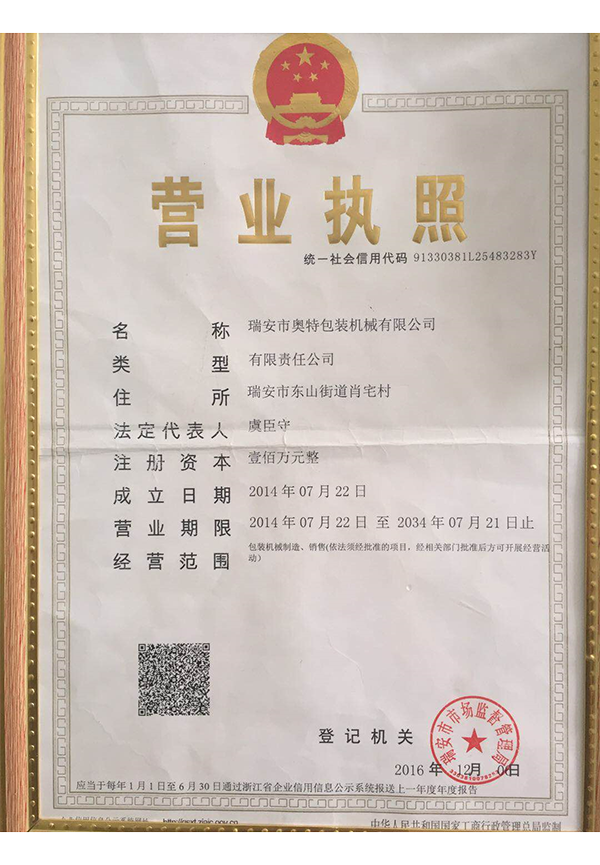 营业执照
统一社会信用代码 91330381L25483283Y
名称 瑞安市奥特包装机械有限公司
类型 有限责任公司
住所 瑞安市东山街道肖宅村
法定代表人 虞臣守
注册资本 壹佰万元整
成立日期 2014年07月22日
营业期限 2014年07月22日 至 2034年07月21日止
经营范围 包装机械制造、销售(依法须经批准的项目，经相关部门批准后方可开展经营活
动)
瑞安市市场监督管理局
登记机关
2016年 12月 日
应当于每年1月1日至6月30日通过浙江省企业信用信息公示系统报送上一年度年度报告
中华人民共和国国家工商行政管理总局监制